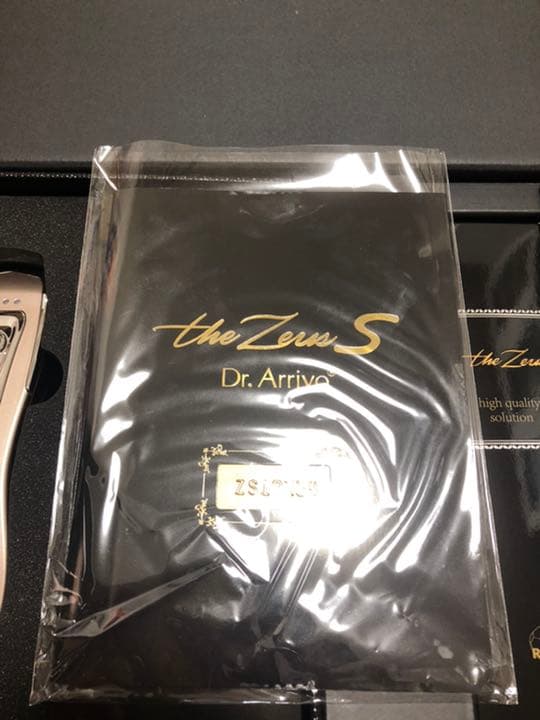 the Zeus S
Dr. Arrivo
the Zeus
high quality
solution
R